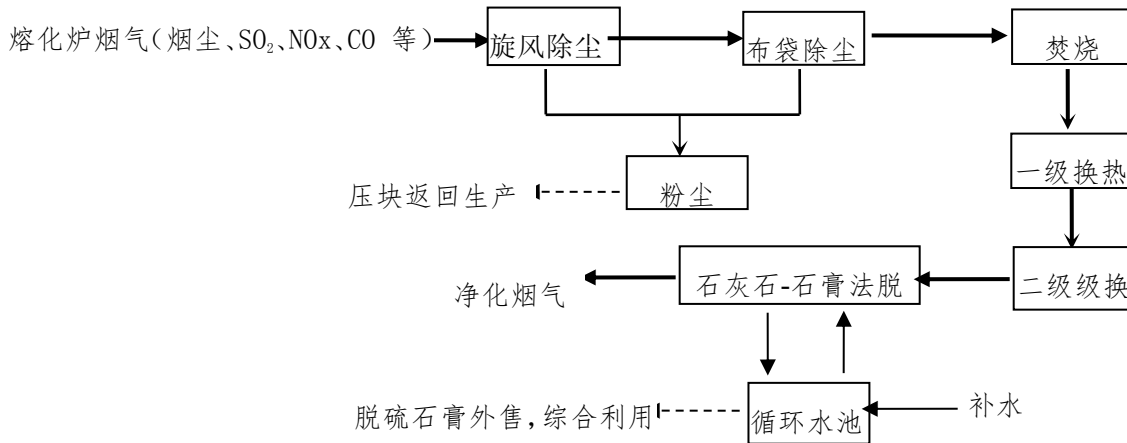 熔化炉烟气(烟尘、SO₂、NOx、CO 等)
旋风除尘
布袋除尘
焚烧
一级换热
粉尘
压块返回生产
二级级换
石灰石-石膏法脱
净化烟气
循环水池
补水
脱硫石膏外售,综合利用